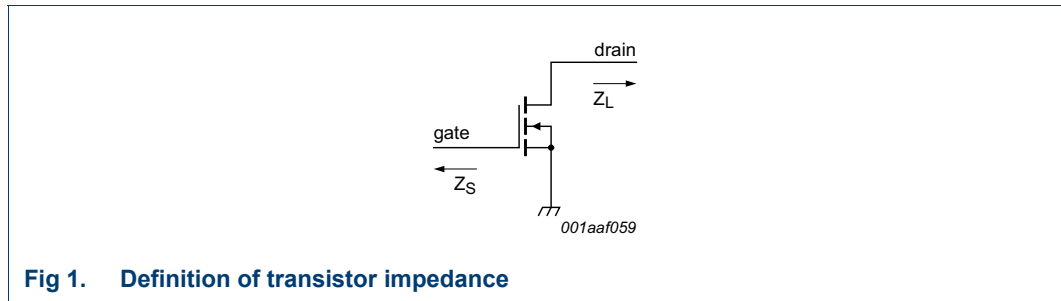 drain
Z_L
gate
Z_S
001aaf059
Fig 1. Definition of transistor impedance